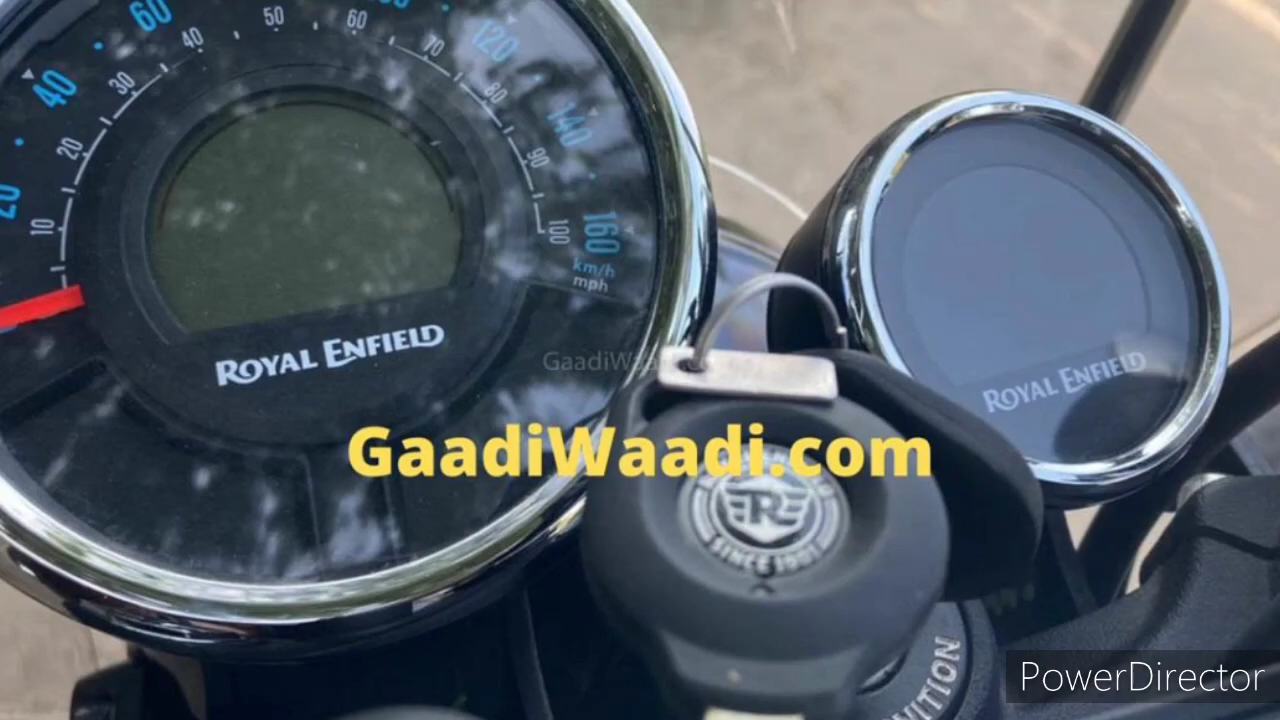 60
120
50
60
40
70
40
30
80
140
20
90
20
10
100
160
km/h
mph
ROYAL ENFIELD
GaadiWaa
ROYAL ENFIELD
GaadiWaadi.com
R
SINCE 1901
PowerDirector